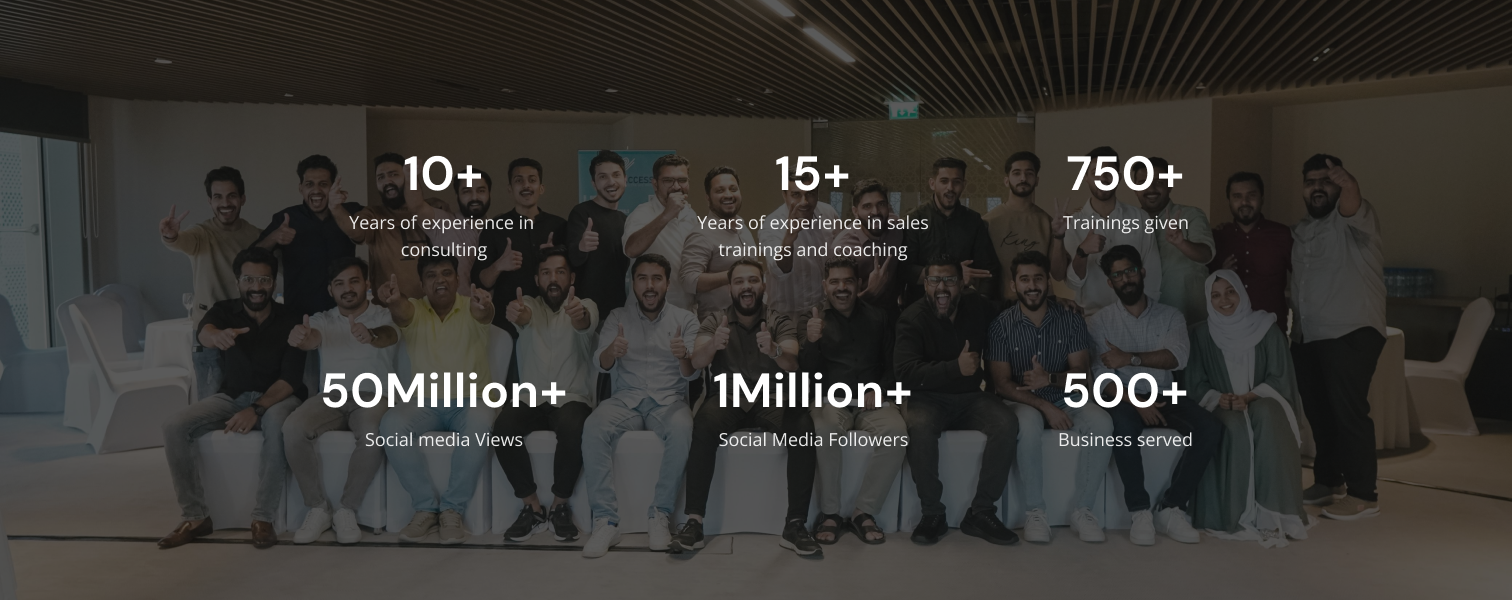 10+
Years of experience in
consulting
15+
Years of experience in sales
trainings and coaching
750+
Trainings given
50Million+
Social media Views
1Million+
Social Media Followers
500+
Business served